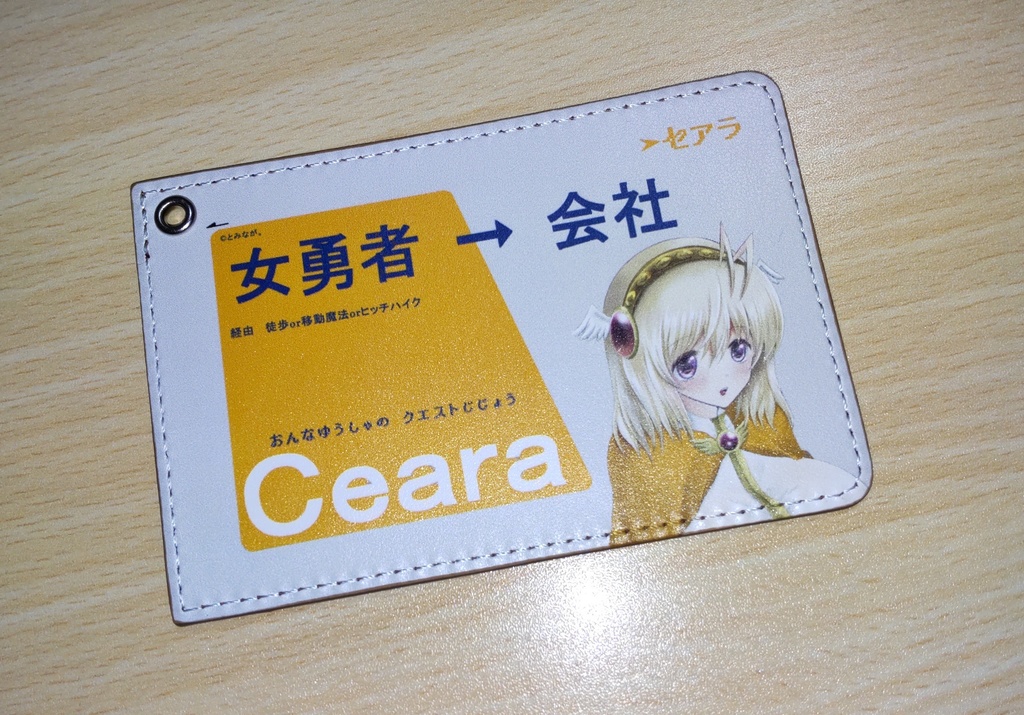 ➤セアラ
©とみなが。
女勇者 → 会社
経由 徒歩or移動魔法orヒッチハイク
おんなゆうしゃの クエストじじょう
Ceara